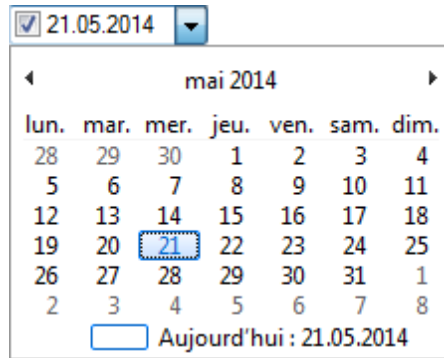 21.05.2014
mai 2014
lun. mar. mer. jeu. ven. sam. dim.
28 29 30 1 2 3 4
5 6 7 8 9 10 11
12 13 14 15 16 17 18
19 20 21 22 23 24 25
26 27 28 29 30 31 1
2 3 4 5 6 7 8
Aujourd'hui : 21.05.2014